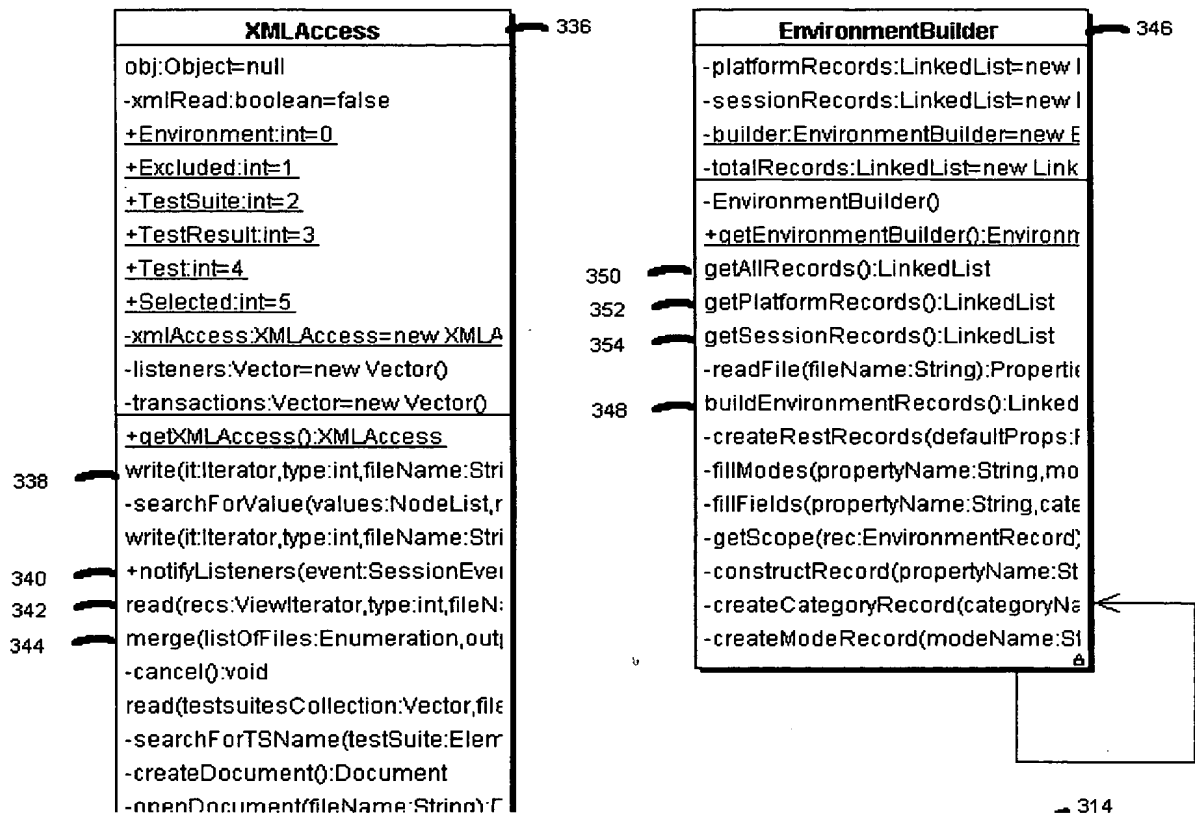 XMLAccess
336
obj:Object=null
-xmlRead:boolean=false
+Environment:int=0
+Excluded:int=1
+TestSuite:int=2
+TestResult:int=3
+Test:int=4
+Selected:int=5
-xmlAccess:XMLAccess=new XMLA
-listeners:Vector=new Vector()
-transactions:Vector=new Vector()
+getXMLAccess():XMLAccess
338
write(it:Iterator,type:int,fileName:Stri
-searchForValue(values:NodeList,r
write(it:Iterator,type:int,fileName:Stri
340
+notifyListeners(event:SessionEve
342
read(recs:ViewIterator,type:int,fileN
344
merge(listOfFiles:Enumeration,out
-cancel():void
read(testsuitesCollection:Vector,file
-searchForTSName(testSuite:Elem
-createDocument():Document
-openDocument(fileName:String):
EnvironmentBuilder
346
-platformRecords:LinkedList=new l
-sessionRecords:LinkedList=new l
-builder:EnvironmentBuilder=new E
-totalRecords:LinkedList=new Link
-EnvironmentBuilder()
+getEnvironmentBuilder():Environm
350
getAllRecords():LinkedList
352
getPlatformRecords():LinkedList
354
getSessionRecords():LinkedList
-readFile(fileName:String):Propertie
348
buildEnvironmentRecords():Linked
-createRestRecords(defaultProps:F
-fillModes(propertyName:String,mo
-fillFields(propertyName:String,cate
-getScope(rec:EnvironmentRecord)
-constructRecord(propertyName:St
-createCategoryRecord(categoryNa
-createModeRecord(modeName:St
314